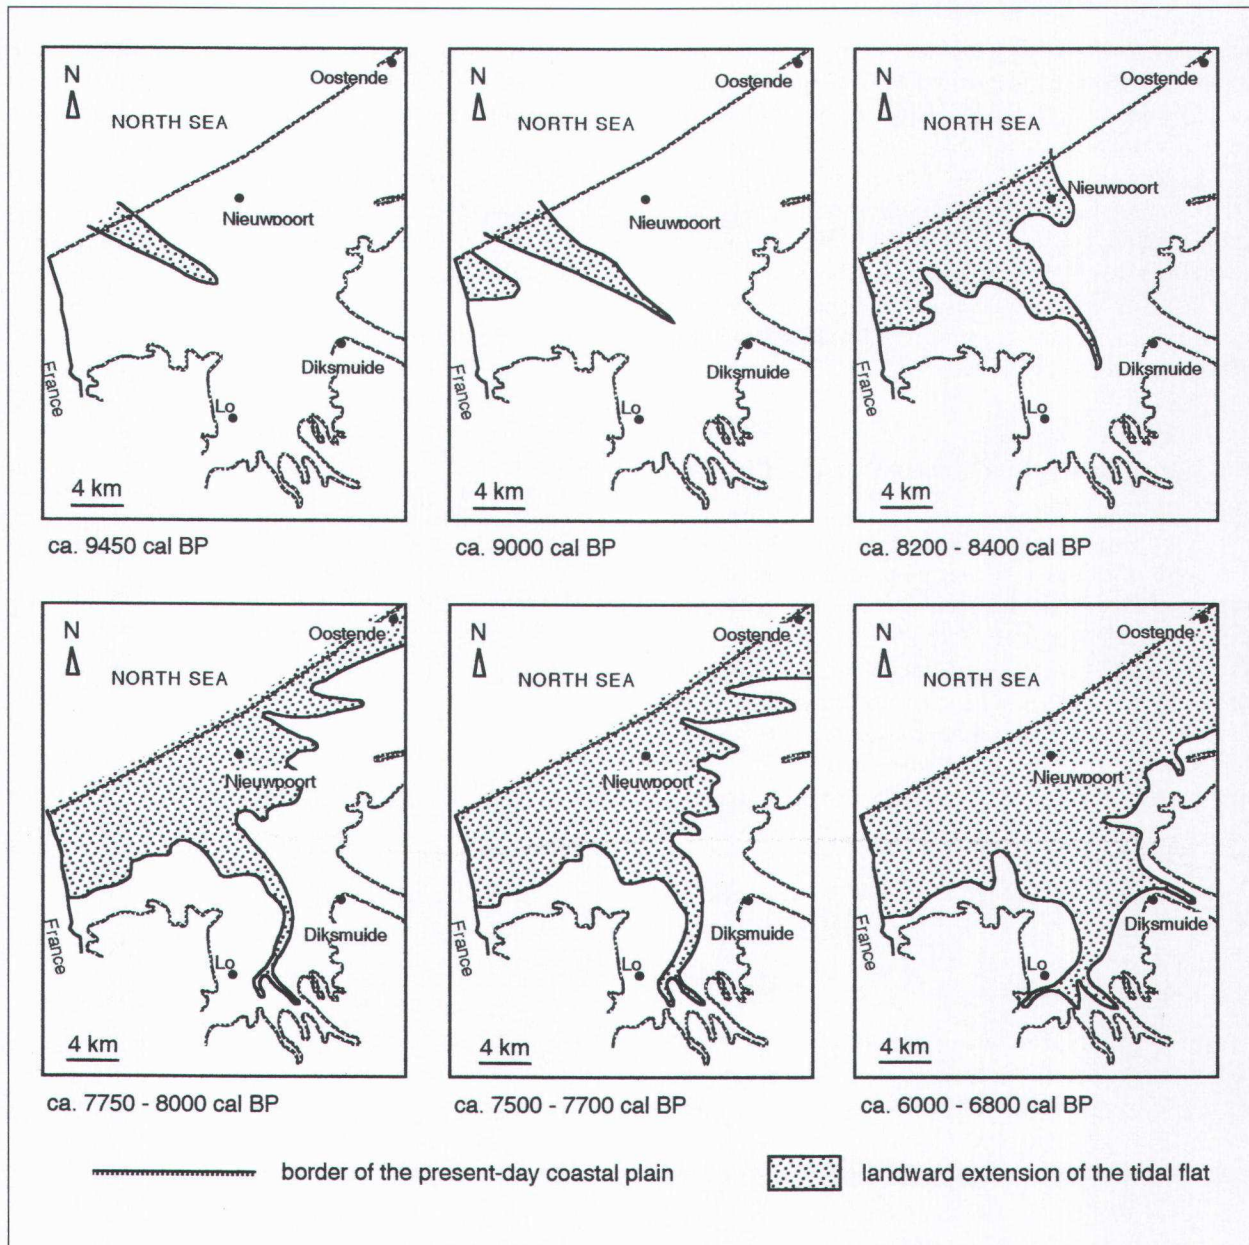 N
NORTH SEA
Oostende
Nieuwpoort
Diksmuide
France
Lo
4 km
ca. 9450 cal BP
N
NORTH SEA
Oostende
Nieuwpoort
Diksmuide
France
Lo
4 km
ca. 9000 cal BP
N
NORTH SEA
Oostende
Nieuwpoort
Diksmuide
France
Lo
4 km
ca. 8200 - 8400 cal BP
N
NORTH SEA
Oostende
Nieuwpoort
Diksmuide
France
Lo
4 km
ca. 7750 - 8000 cal BP
N
NORTH SEA
Oostende
Nieuwpoort
Diksmuide
France
Lo
4 km
ca. 7500 - 7700 cal BP
N
NORTH SEA
Oostende
Nieuwpoort
Diksmuide
France
Lo
4 km
ca. 6000 - 6800 cal BP
border of the present-day coastal plain
landward extension of the tidal flat